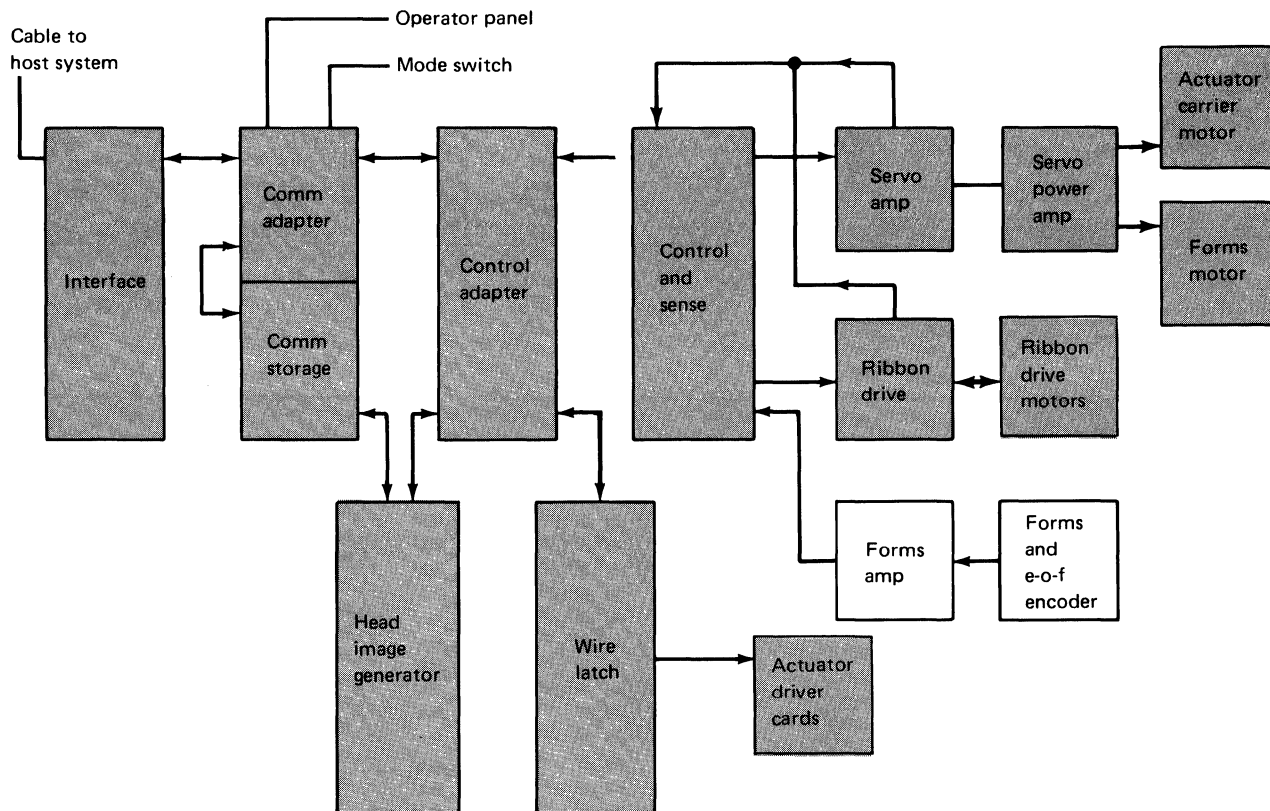 Operator panel
Cable to
host system
Mode switch
Actuator
carrier
motor
Comm
adapter
Servo
amp
Servo
power
amp
Interface
Control
adapter
Control
and
sense
Forms
motor
Comm
storage
Ribbon
drive
Ribbon
drive
motors
Forms
amp
Forms
and
e-o-f
encoder
Head
image
generator
Wire
latch
Actuator
driver
cards